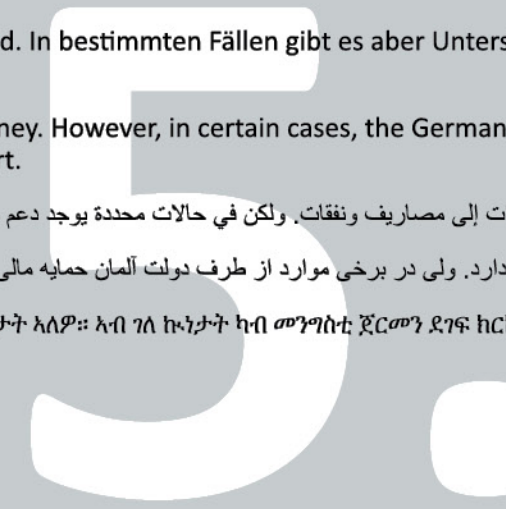 d. In bestimmten Fällen gibt es aber Unters
ney. However, in certain cases, the German
rt.
ت إلى مصاريف ونفقات. ولكن في حالات محددة يوجد دعم
دارد. ولی در برخی موارد از طرف دولت آلمان حمایه مالی
ታት ኣለዎ። ኣብ ገለ ኩነታት ካብ መንግስቲ ጀርመን ደገፍ ክር
5.